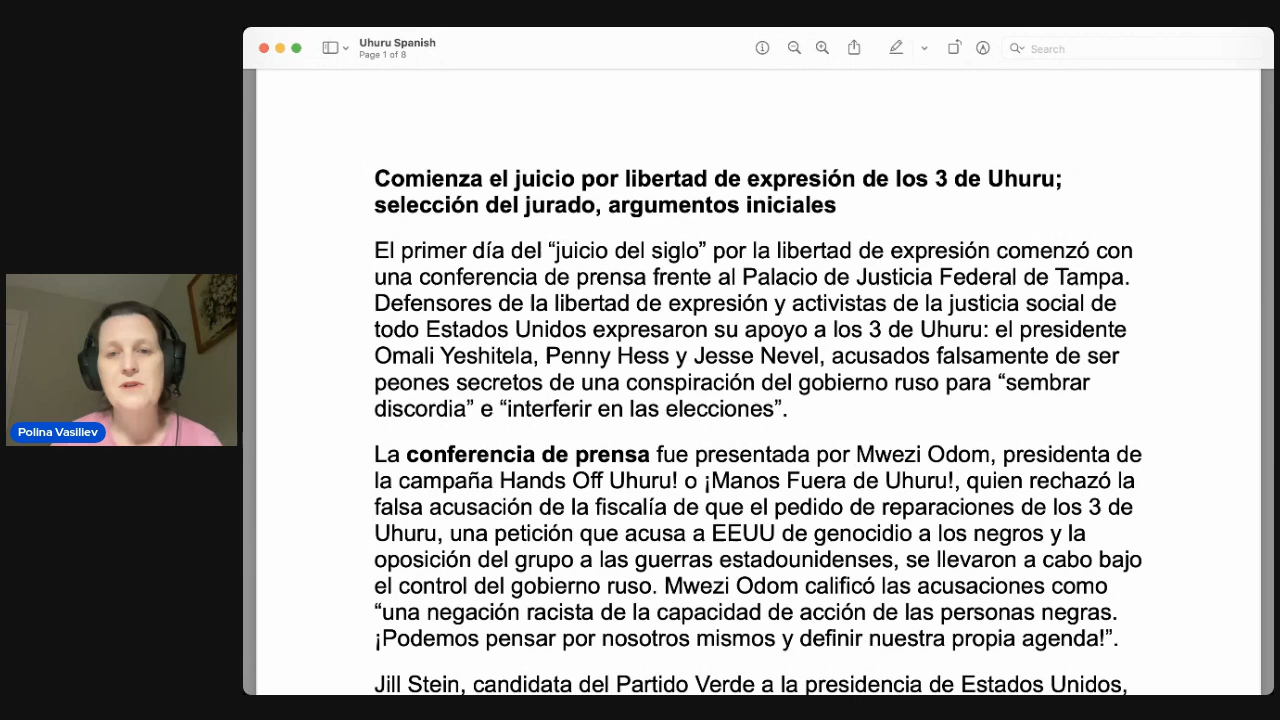 Uhuru Spanish
Page 1 of 8
Search
Comienza el juicio por libertad de expresión de los 3 de Uhuru;
selección del jurado, argumentos iniciales
El primer día del “juicio del siglo” por la libertad de expresión comenzó con
una conferencia de prensa frente al Palacio de Justicia Federal de Tampa.
Defensores de la libertad de expresión y activistas de la justicia social de
todo Estados Unidos expresaron su apoyo a los 3 de Uhuru: el presidente
Omali Yeshitela, Penny Hess y Jesse Nevel, acusados falsamente de ser
peones secretos de una conspiración del gobierno ruso para “sembrar
discordia” e “interferir en las elecciones”.
La conferencia de prensa fue presentada por Mwezi Odom, presidenta de
la campaña Hands Off Uhuru! o ¡Manos Fuera de Uhuru!, quien rechazó la
falsa acusación de la fiscalía de que el pedido de reparaciones de los 3 de
Uhuru, una petición que acusa a EEUU de genocidio a los negros y la
oposición del grupo a las guerras estadounidenses, se llevaron a cabo bajo
el control del gobierno ruso. Mwezi Odom calificó las acusaciones como
“una negación racista de la capacidad de acción de las personas negras.
¡Podemos pensar por nosotros mismos y definir nuestra propia agenda!”.
Jill Stein, candidata del Partido Verde a la presidencia de Estados Unidos,
Polina Vasiliev